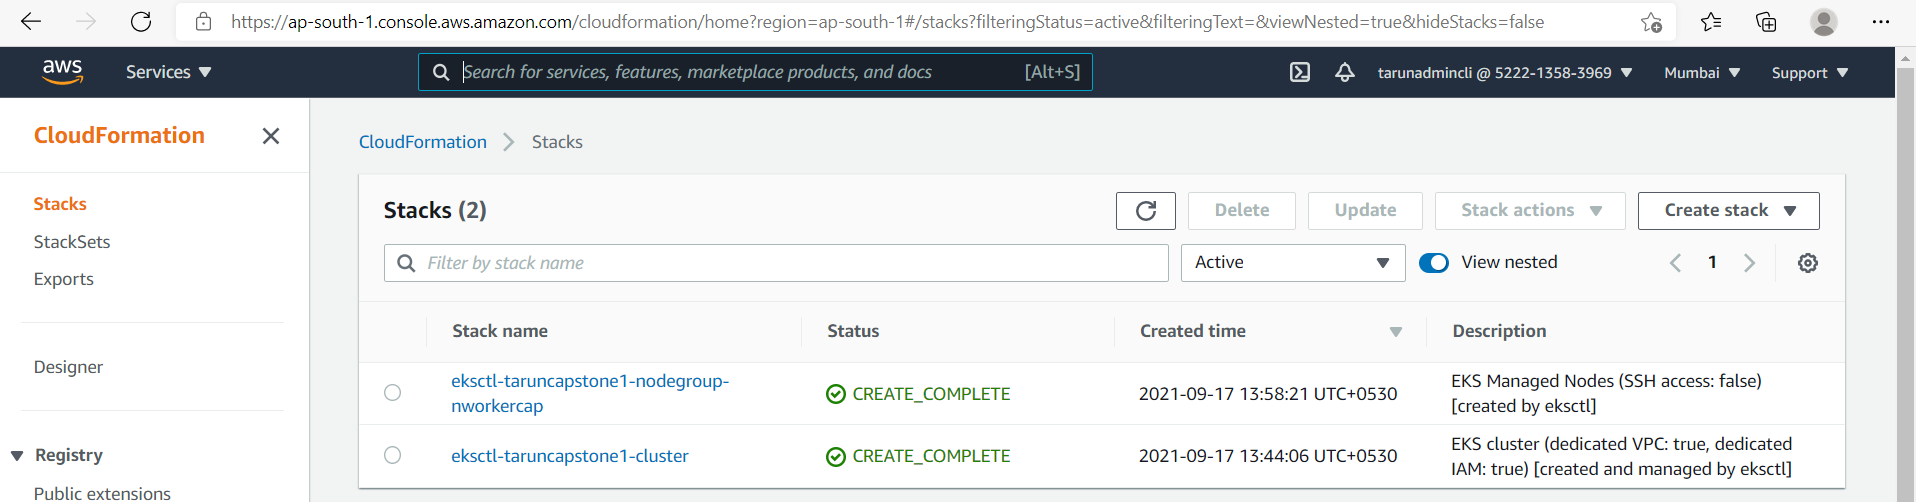 https://ap-south-1.console.aws.amazon.com/cloudformation/home?region=ap-south-1#/stacks?filteringStatus=active&filteringText=&viewNested=true&hideStacks=false
aws Services Search for services, features, marketplace products, and docs [Alt+S] tarunadmincli @ 5222-1358-3969 Mumbai Support
CloudFormation
CloudFormation Stacks
Stacks
StackSets
Exports
Designer
Registry
Public extensions
Stacks (2) Delete Update Stack actions Create stack
Filter by stack name Active View nested 1
Stack name Status Created time Description
eksctl-taruncapstone1-nodegroup- CREATE_COMPLETE 2021-09-17 13:58:21 UTC+0530 EKS Managed Nodes (SSH access: false)
nworkercap [created by eksctl]
eksctl-taruncapstone1-cluster CREATE_COMPLETE 2021-09-17 13:44:06 UTC+0530 EKS cluster (dedicated VPC: true, dedicated
IAM: true) [created and managed by eksctl]